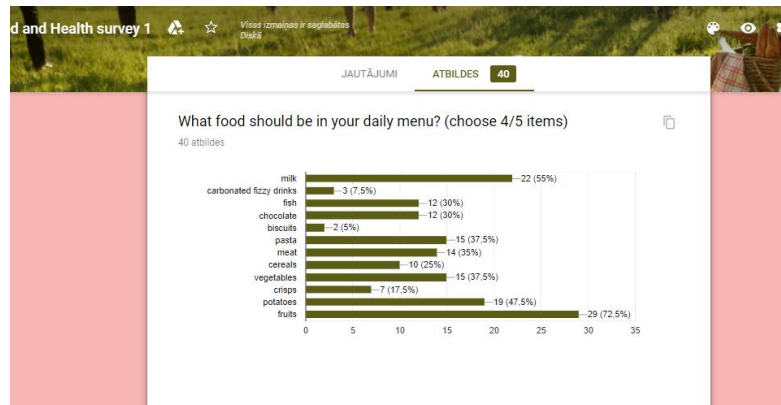 d and Health survey 1
Visas izmaiņas ir saglabātas
Diskā
JAUTĀJUMI ATBILDES 40
What food should be in your daily menu? (choose 4/5 items)
40 atbildes
milk 22 (55%)
carbonated fizzy drinks 3 (7,5%)
fish 12 (30%)
chocolate 12 (30%)
biscuits 2 (5%)
pasta 15 (37,5%)
meat 14 (35%)
cereals 10 (25%)
vegetables 15 (37,5%)
crisps 7 (17,5%)
potatoes 19 (47,5%)
fruits 29 (72,5%)
0 5 10 15 20 25 30 35